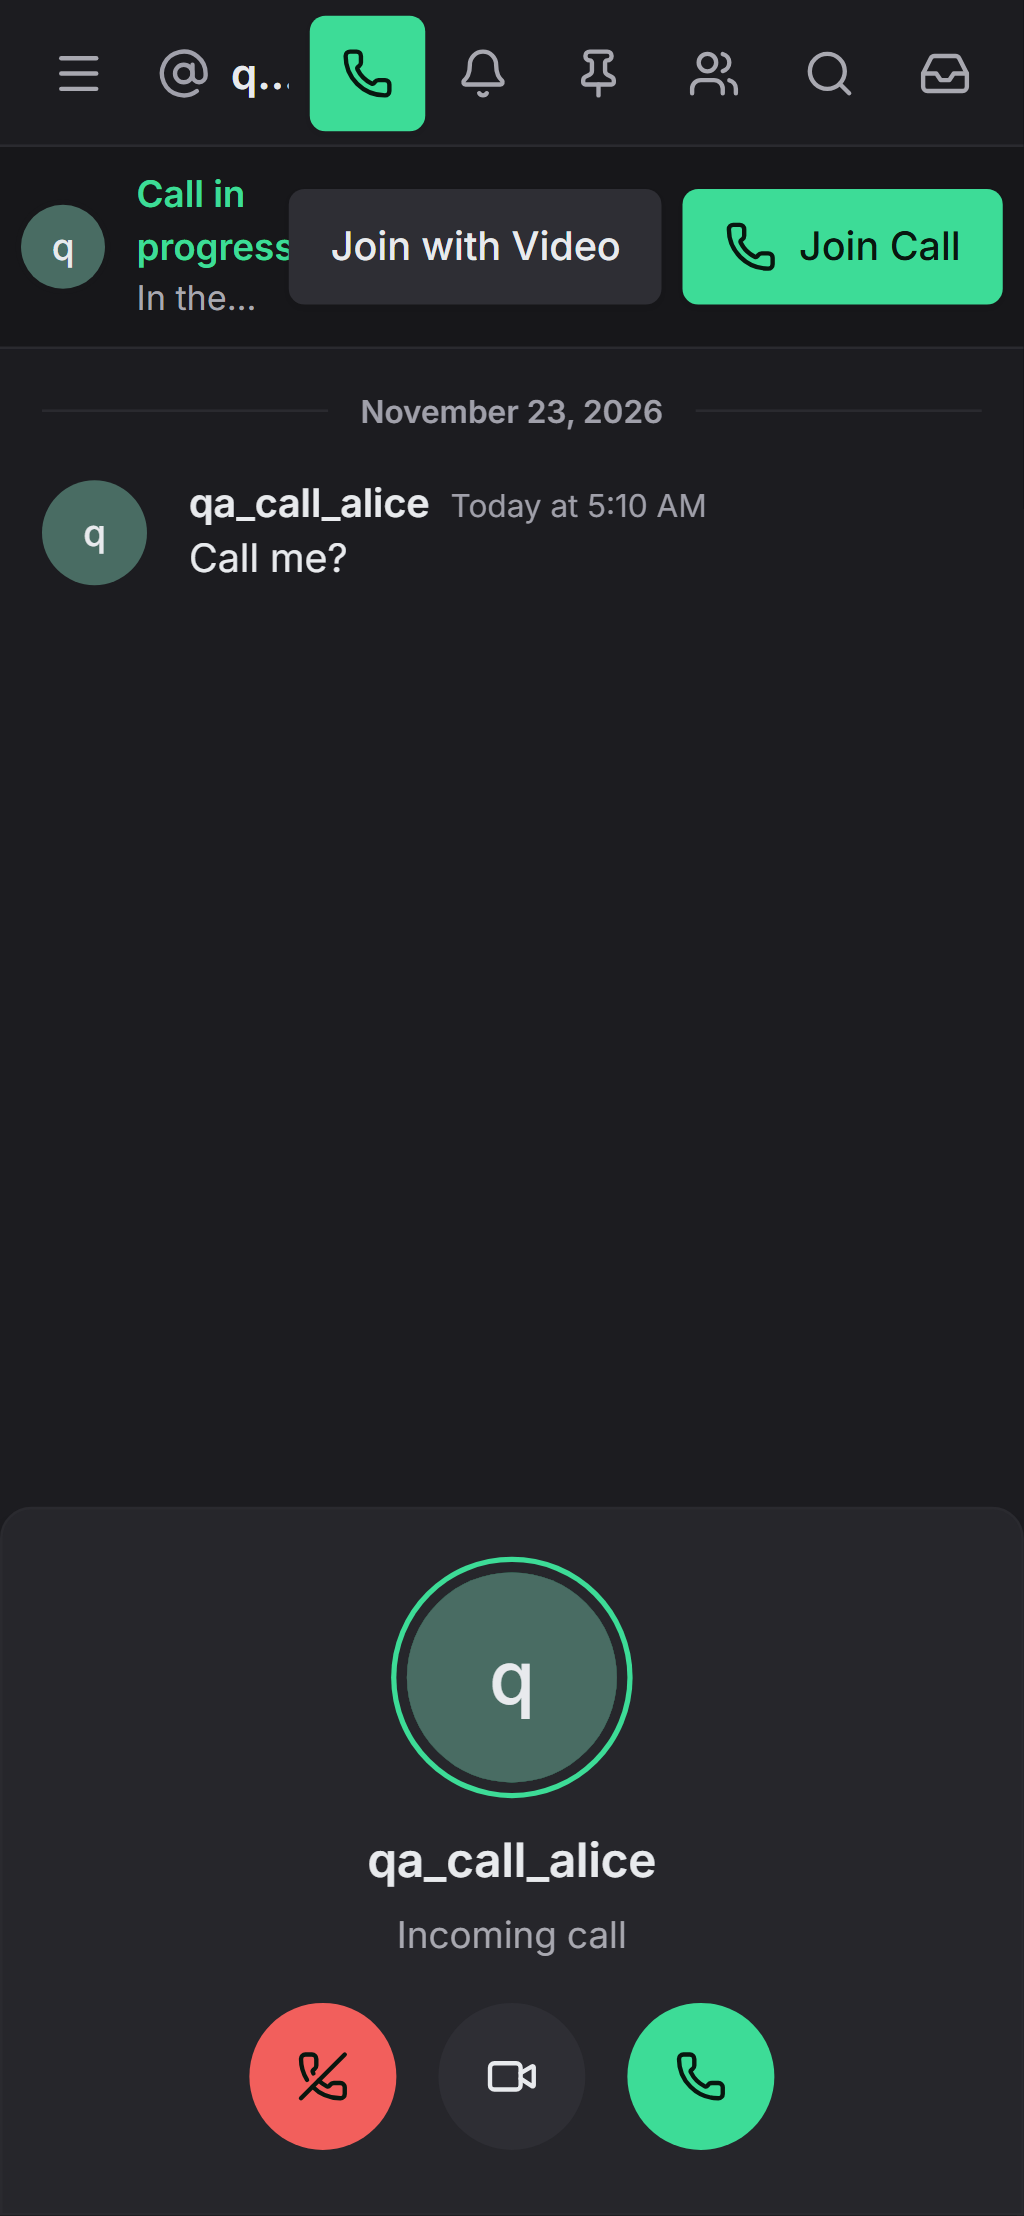 q...
q
Call in
progress
In the...
Join with Video
Join Call
November 23, 2026
q
qa_call_alice Today at 5:10 AM
Call me?
q
qa_call_alice
Incoming call